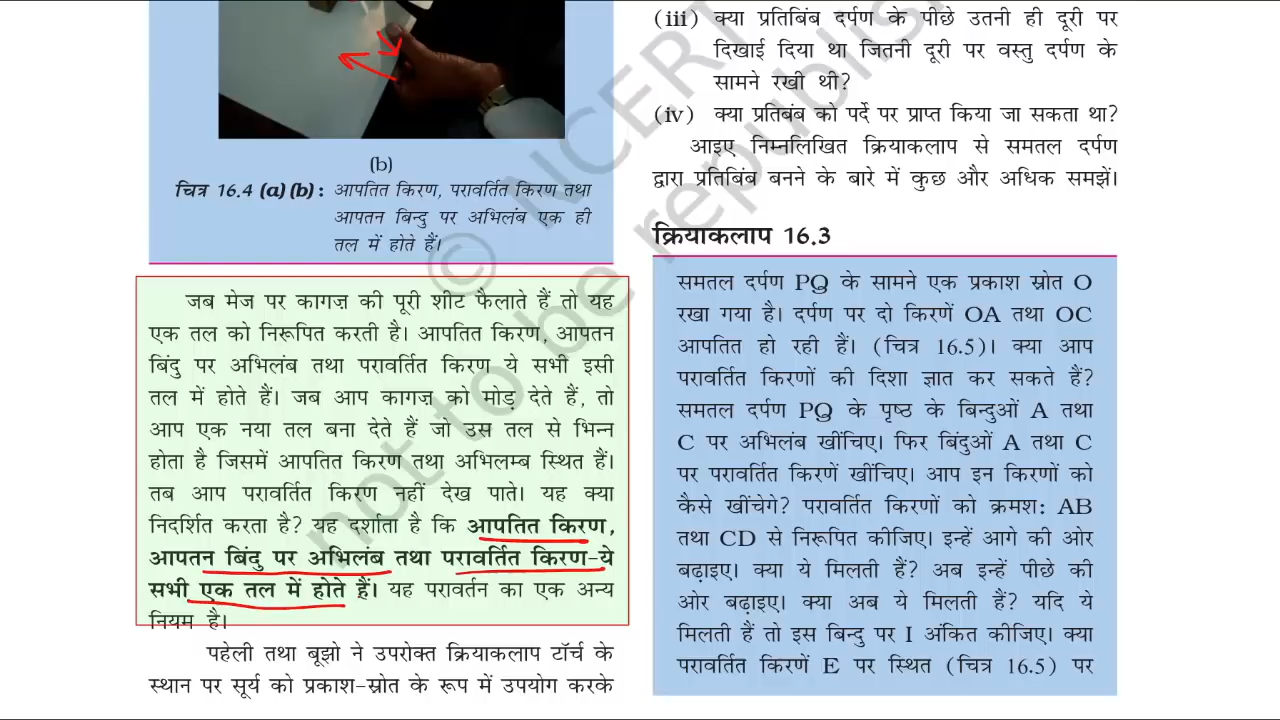 (b)
चित्र 16.4 (a) (b) : आपतित किरण, परावर्तित किरण तथा
आपतन बिन्दु पर अभिलंब एक ही
तल में होते हैं।
जब मेज पर कागज़ की पूरी शीट फैलाते हैं तो यह
एक तल को निरूपित करती है। आपतित किरण, आपतन
बिंदु पर अभिलंब तथा परावर्तित किरण ये सभी इसी
तल में होते हैं। जब आप कागज़ को मोड़ देते हैं, तो
आप एक नया तल बना देते हैं जो उस तल से भिन्न
होता है जिसमें आपतित किरण तथा अभिलम्ब स्थित हैं।
तब आप परावर्तित किरण नहीं देख पाते। यह क्या
निदर्शित करता है? यह दर्शाता है कि आपतित किरण,
आपतन बिंदु पर अभिलंब तथा परावर्तित किरण-ये
सभी एक तल में होते हैं। यह परावर्तन का एक अन्य
नियम है।
पहेली तथा बूझो ने उपरोक्त क्रियाकलाप टॉर्च के
स्थान पर सूर्य को प्रकाश-स्रोत के रूप में उपयोग करके
(iii) क्या प्रतिबिंब दर्पण के पीछे उतनी ही दूरी पर
दिखाई दिया था जितनी दूरी पर वस्तु दर्पण के
सामने रखी थी?
(iv) क्या प्रतिबंब को पर्दे पर प्राप्त किया जा सकता था?
आइए निम्नलिखित क्रियाकलाप से समतल दर्पण
द्वारा प्रतिबिंब बनने के बारे में कुछ और अधिक समझें।
क्रियाकलाप 16.3
समतल दर्पण PQ के सामने एक प्रकाश स्रोत O
रखा गया है। दर्पण पर दो किरणें OA तथा OC
आपतित हो रही हैं। (चित्र 16.5)। क्या आप
परावर्तित किरणों की दिशा ज्ञात कर सकते हैं?
समतल दर्पण PQ के पृष्ठ के बिन्दुओं A तथा
C पर अभिलंब खींचिए। फिर बिंदुओं A तथा C
पर परावर्तित किरणें खींचिए। आप इन किरणों को
कैसे खींचेगे? परावर्तित किरणों को क्रमश: AB
तथा CD से निरूपित कीजिए। इन्हें आगे की ओर
बढ़ाइए। क्या ये मिलती हैं? अब इन्हें पीछे की
ओर बढ़ाइए। क्या अब ये मिलती हैं? यदि ये
मिलती हैं तो इस बिन्दु पर I अंकित कीजिए। क्या
परावर्तित किरणें E पर स्थित (चित्र 16.5) पर
© NCERT
not to be republish